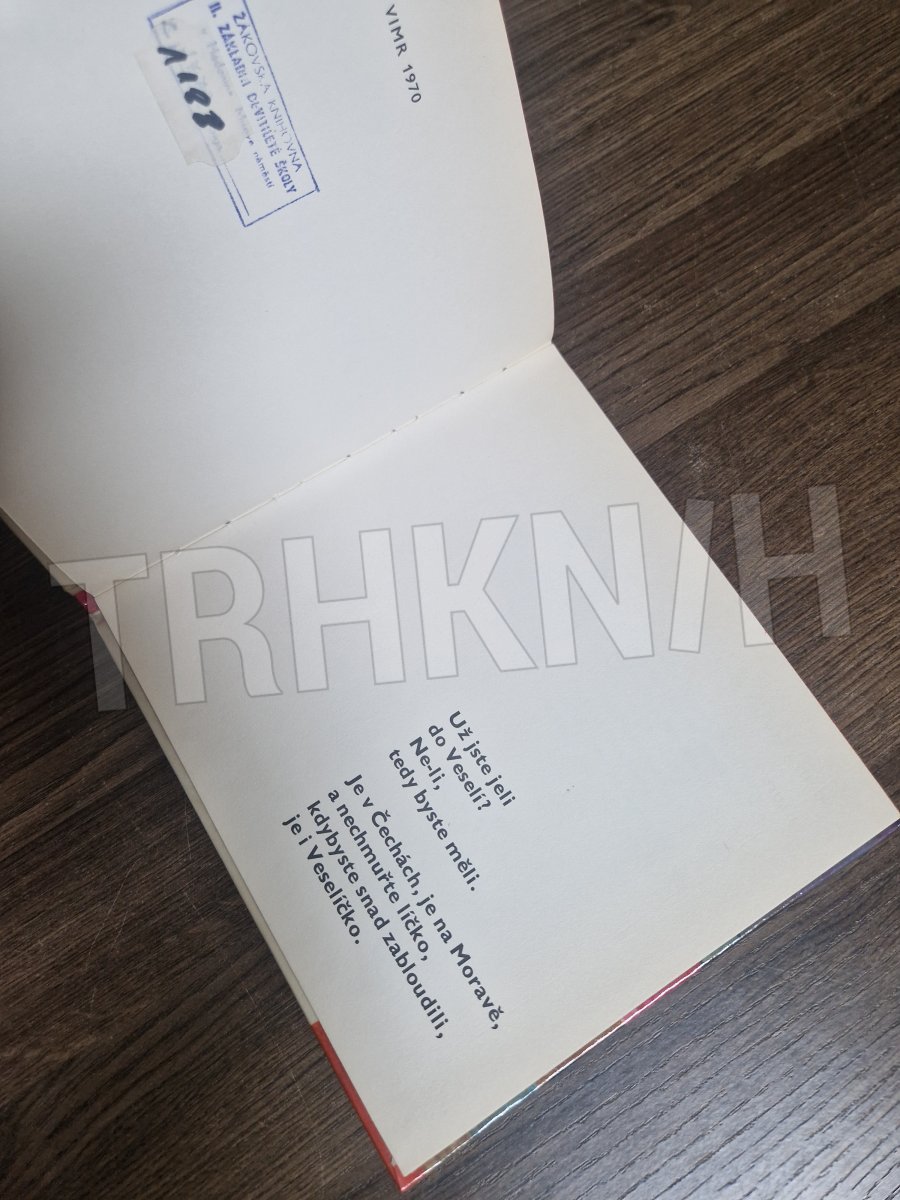 VIMR 1970
ŽÁKOVSKÁ KNIHOVNA
II. ZÁKLADNÍ DEVÍTILETÉ ŠKOLY
náměstí
TRHKNIH
Už jste jeli
do Veselí?
Ne-li,
tedy byste měli.
Je v Čechách, je na Moravě,
a nechmuřte líčko,
kdybyste snad zabloudili,
je i Veselíčko.